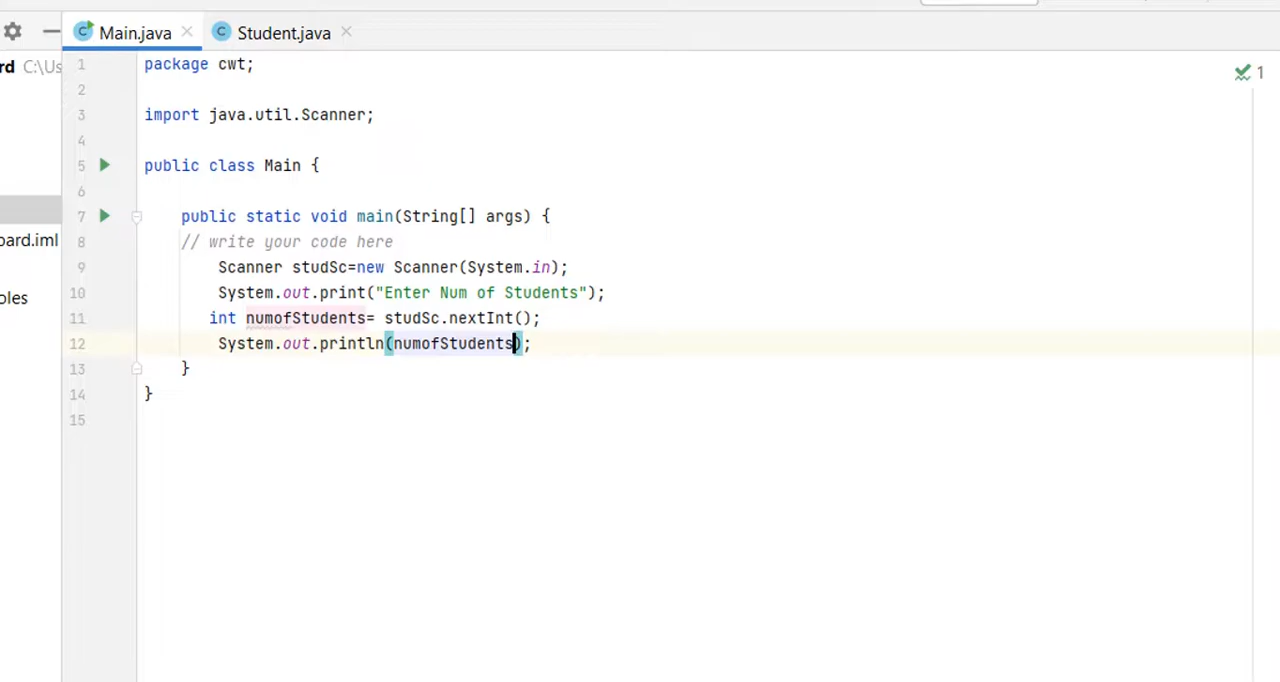 Main.java Student.java
rd C:\Us
1 package cwt;
1
2
3 import java.util.Scanner;
4
5 public class Main {
6
7 public static void main(String[] args) {
8 // write your code here
oard.iml
9 Scanner studSc=new Scanner(System.in);
10 System.out.print("Enter Num of Students");
oles
11 int numofStudents= studSc.nextInt();
12 System.out.println(numofStudents);
13 }
14 }
15